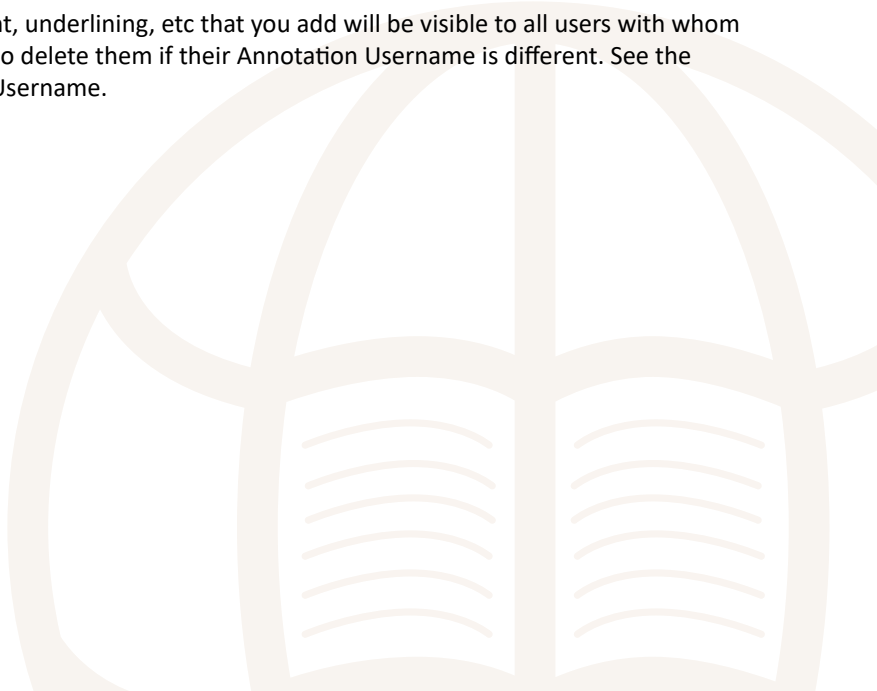 t, underlining, etc that you add will be visible to all users with whom
o delete them if their Annotation Username is different. See the
Username.